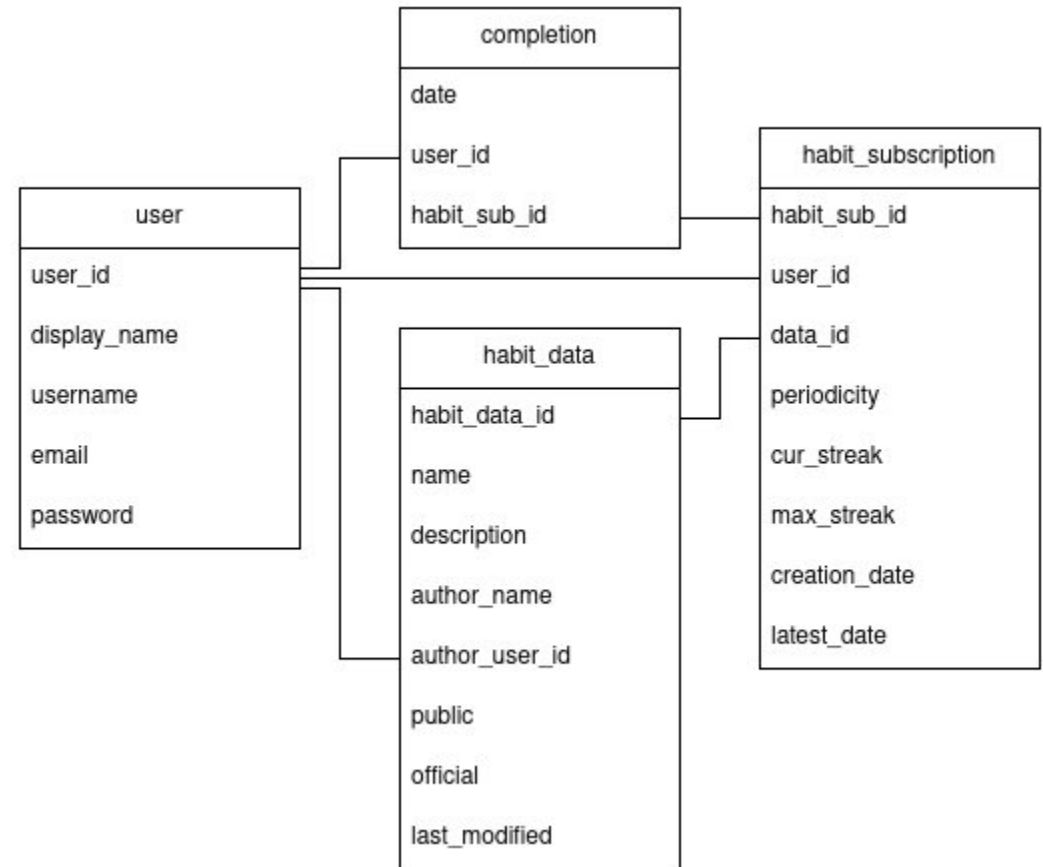 completion
date
user_id
habit_sub_id
user
user_id
display_name
username
email
password
habit_data
habit_data_id
name
description
author_name
author_user_id
public
official
last_modified
habit_subscription
habit_sub_id
user_id
data_id
periodicity
cur_streak
max_streak
creation_date
latest_date